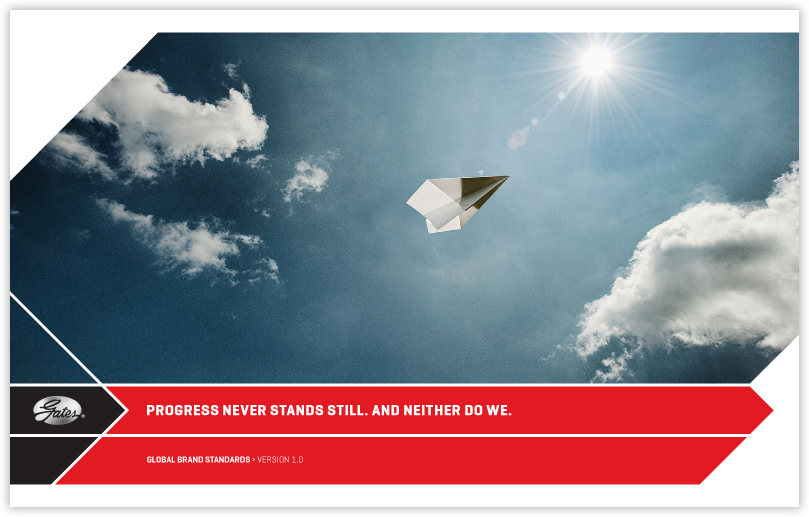 Gates®
PROGRESS NEVER STANDS STILL. AND NEITHER DO WE.
GLOBAL BRAND STANDARDS > VERSION 1.0